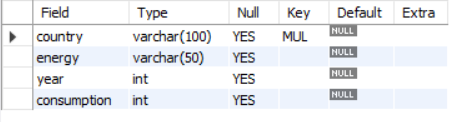 Field Type Null Key Default Extra
country varchar(100) YES MUL NULL
energy varchar(50) YES NULL
year int YES NULL
consumption int YES NULL